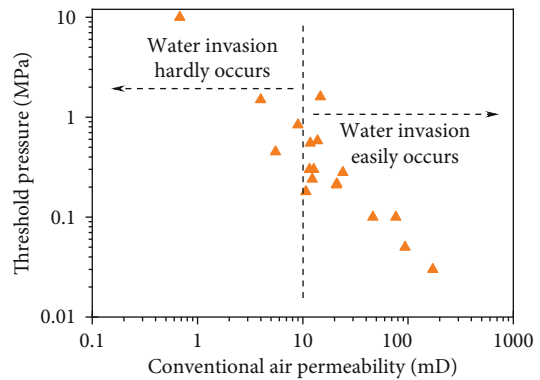 10
1
0.1
0.01
Threshold pressure (MPa)
Water invasion
hardly occurs
Water invasion
easily occurs
0.1
1
10
100
1000
Conventional air permeability (mD)